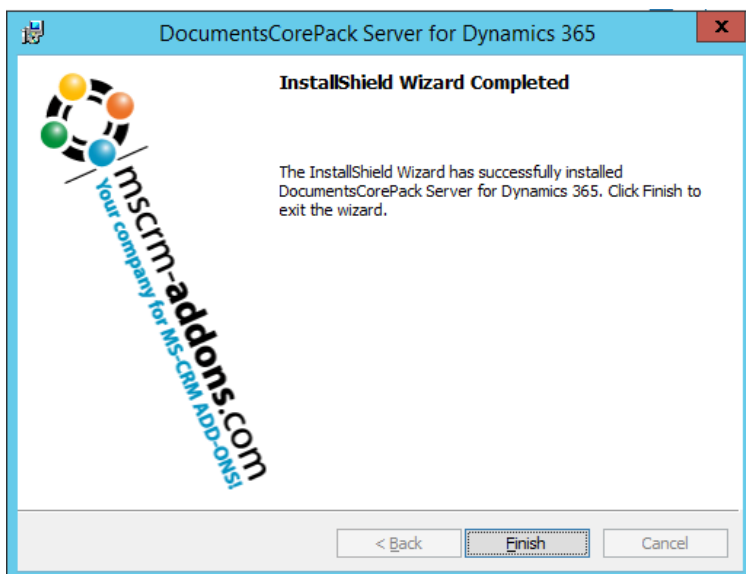 DocumentsCorePack Server for Dynamics 365
x
InstallShield Wizard Completed
The InstallShield Wizard has successfully installed
DocumentsCorePack Server for Dynamics 365. Click Finish to
exit the wizard.
mscrm-addons.com
Your company for MS-CRM ADD-ONS!
< Back
Finish
Cancel